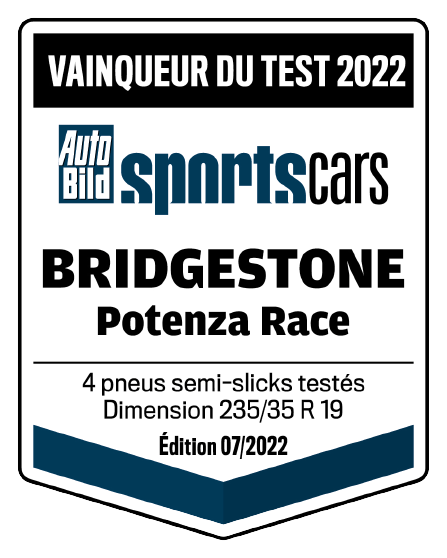 VAINQUEUR DU TEST 2022
Auto Bild sportscars
BRIDGESTONE
Potenza Race
4 pneus semi-slicks testés
Dimension 235/35 R 19
Édition 07/2022